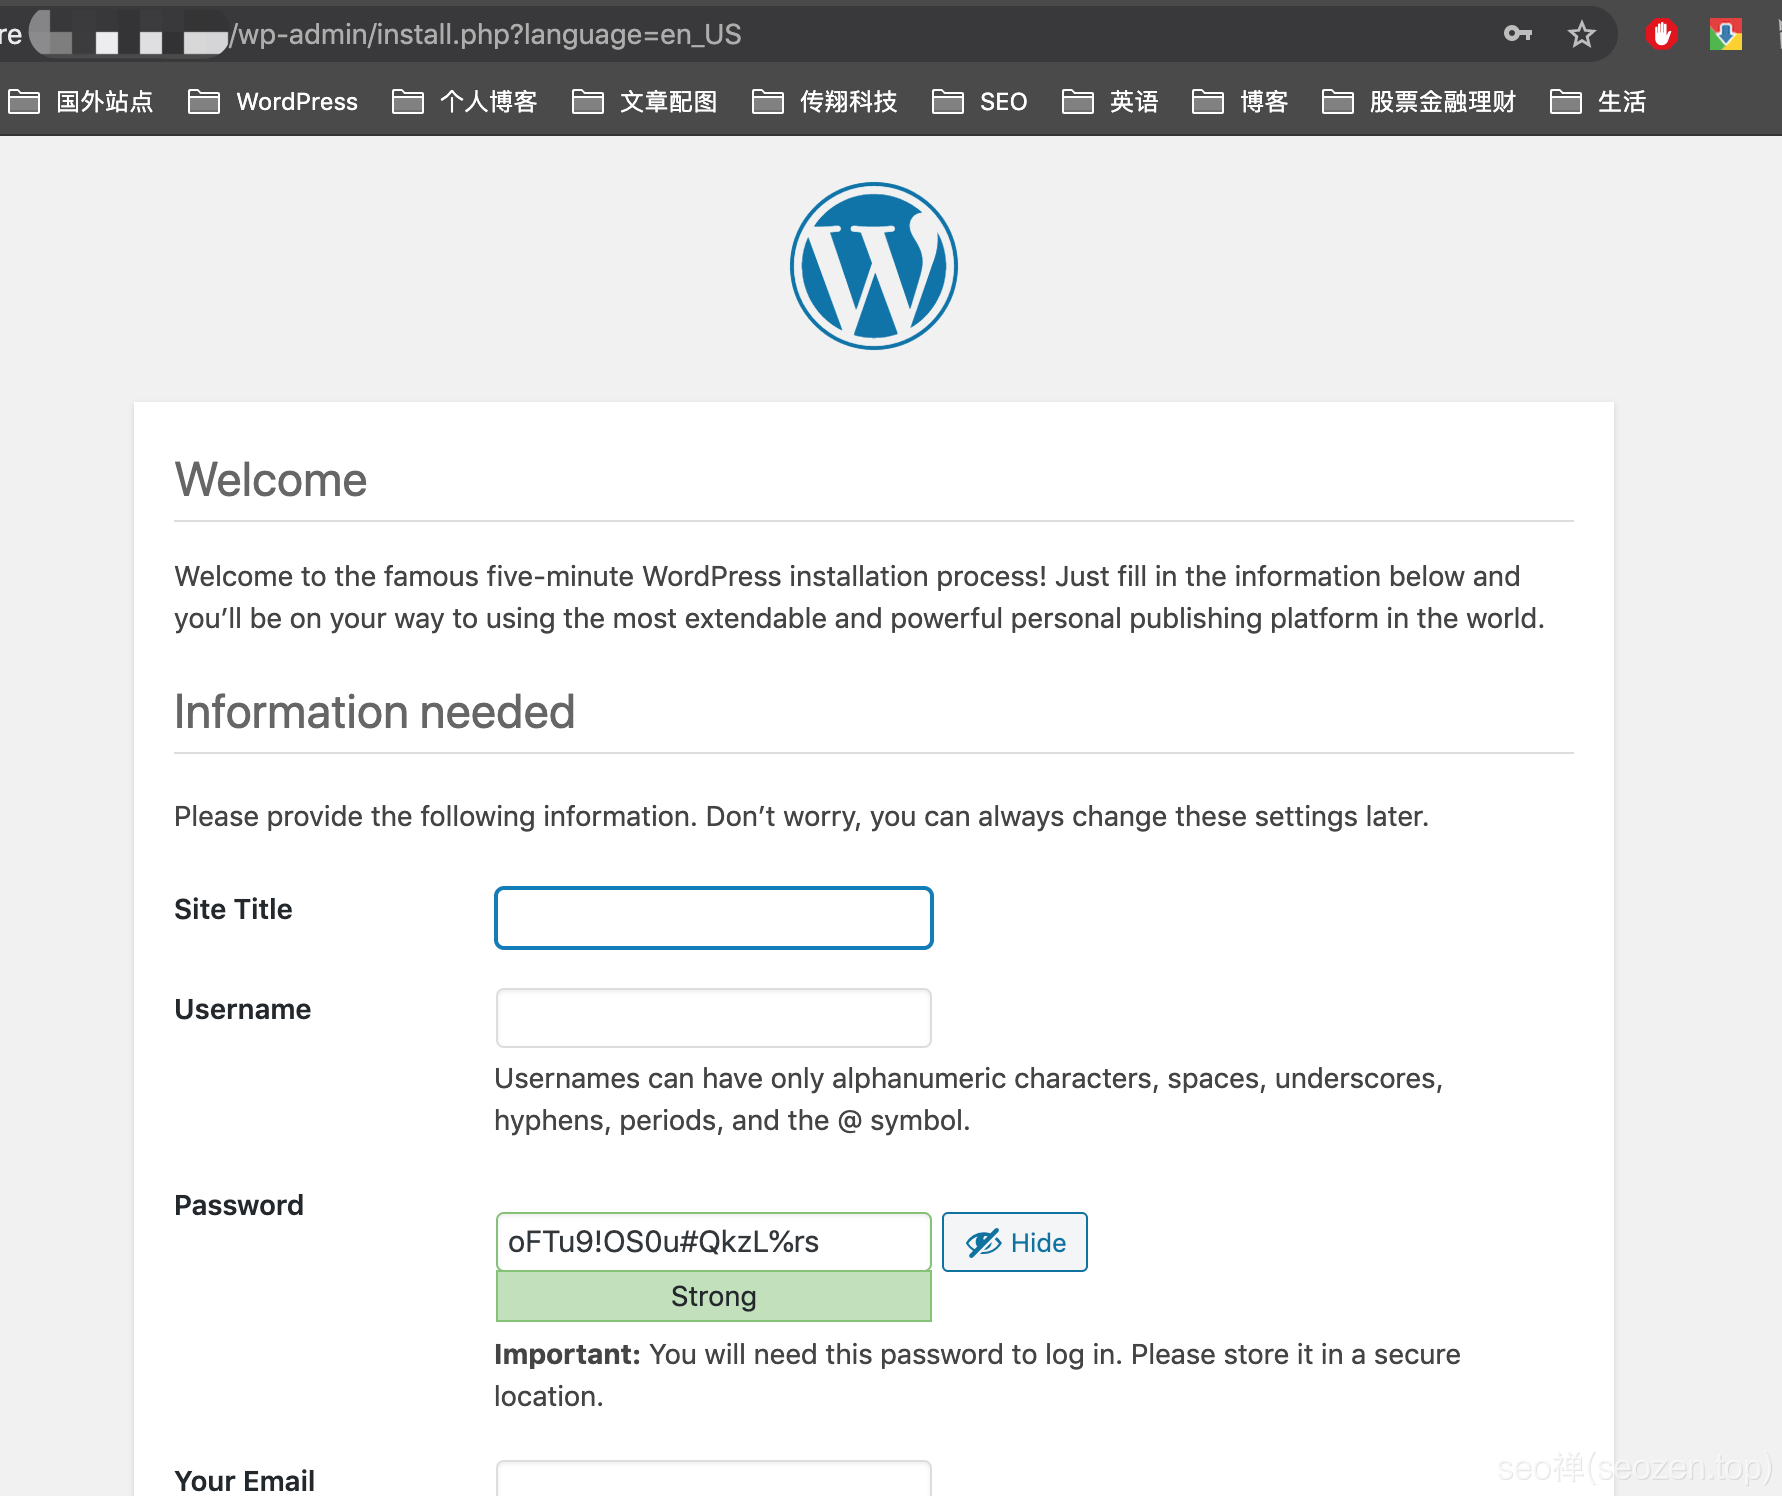 re /wp-admin/install.php?language=en_US
国外站点 WordPress 个人博客 文章配图 传翔科技 SEO 英语 博客 股票金融理财 生活
Welcome
Welcome to the famous five-minute WordPress installation process! Just fill in the information below and
you’ll be on your way to using the most extendable and powerful personal publishing platform in the world.
Information needed
Please provide the following information. Don’t worry, you can always change these settings later.
Site Title
Username
Usernames can have only alphanumeric characters, spaces, underscores,
hyphens, periods, and the @ symbol.
Password
oFTu9!OS0u#QkzL%rs Hide
Strong
Important: You will need this password to log in. Please store it in a secure
location.
Your Email
seo禅(seozen.top)